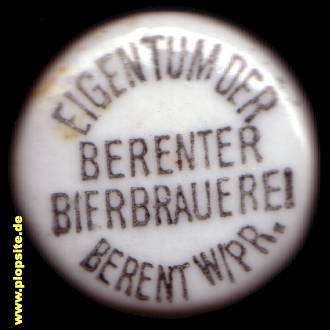 EIGENTUM DER
BERENTER
BIERBRAUEREI
BERENT W/PR.
www.plopsite.de